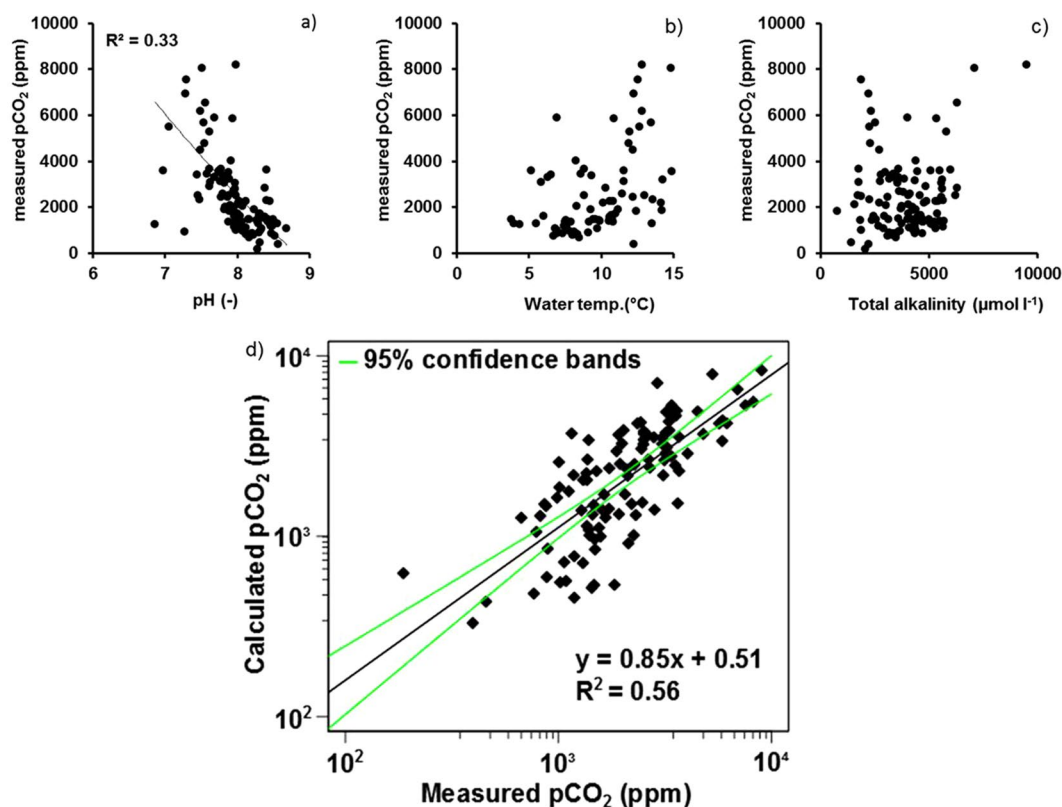 a)
R² = 0.33
measured pCO₂ (ppm)
10000
8000
6000
4000
2000
0
6 7 8 9
pH (-)
b)
measured pCO₂ (ppm)
10000
8000
6000
4000
2000
0
0 5 10 15
Water temp.(°C)
c)
measured pCO₂ (ppm)
10000
8000
6000
4000
2000
0
0 5000 10000
Total alkalinity (µmol l⁻¹)
d)
95% confidence bands
Calculated pCO₂ (ppm)
10⁴
10³
10²
y = 0.85x + 0.51
R² = 0.56
10² 10³ 10⁴
Measured pCO₂ (ppm)